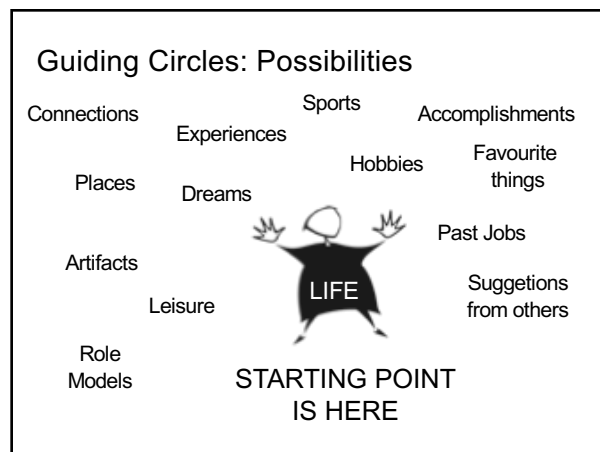 Guiding Circles: Possibilities
Sports
Connections
Accomplishments
Experiences
Hobbies
Favourite
things
Places
Dreams
Past Jobs
Artifacts
LIFE
Suggetions
from others
Leisure
Role
Models
STARTING POINT
IS HERE